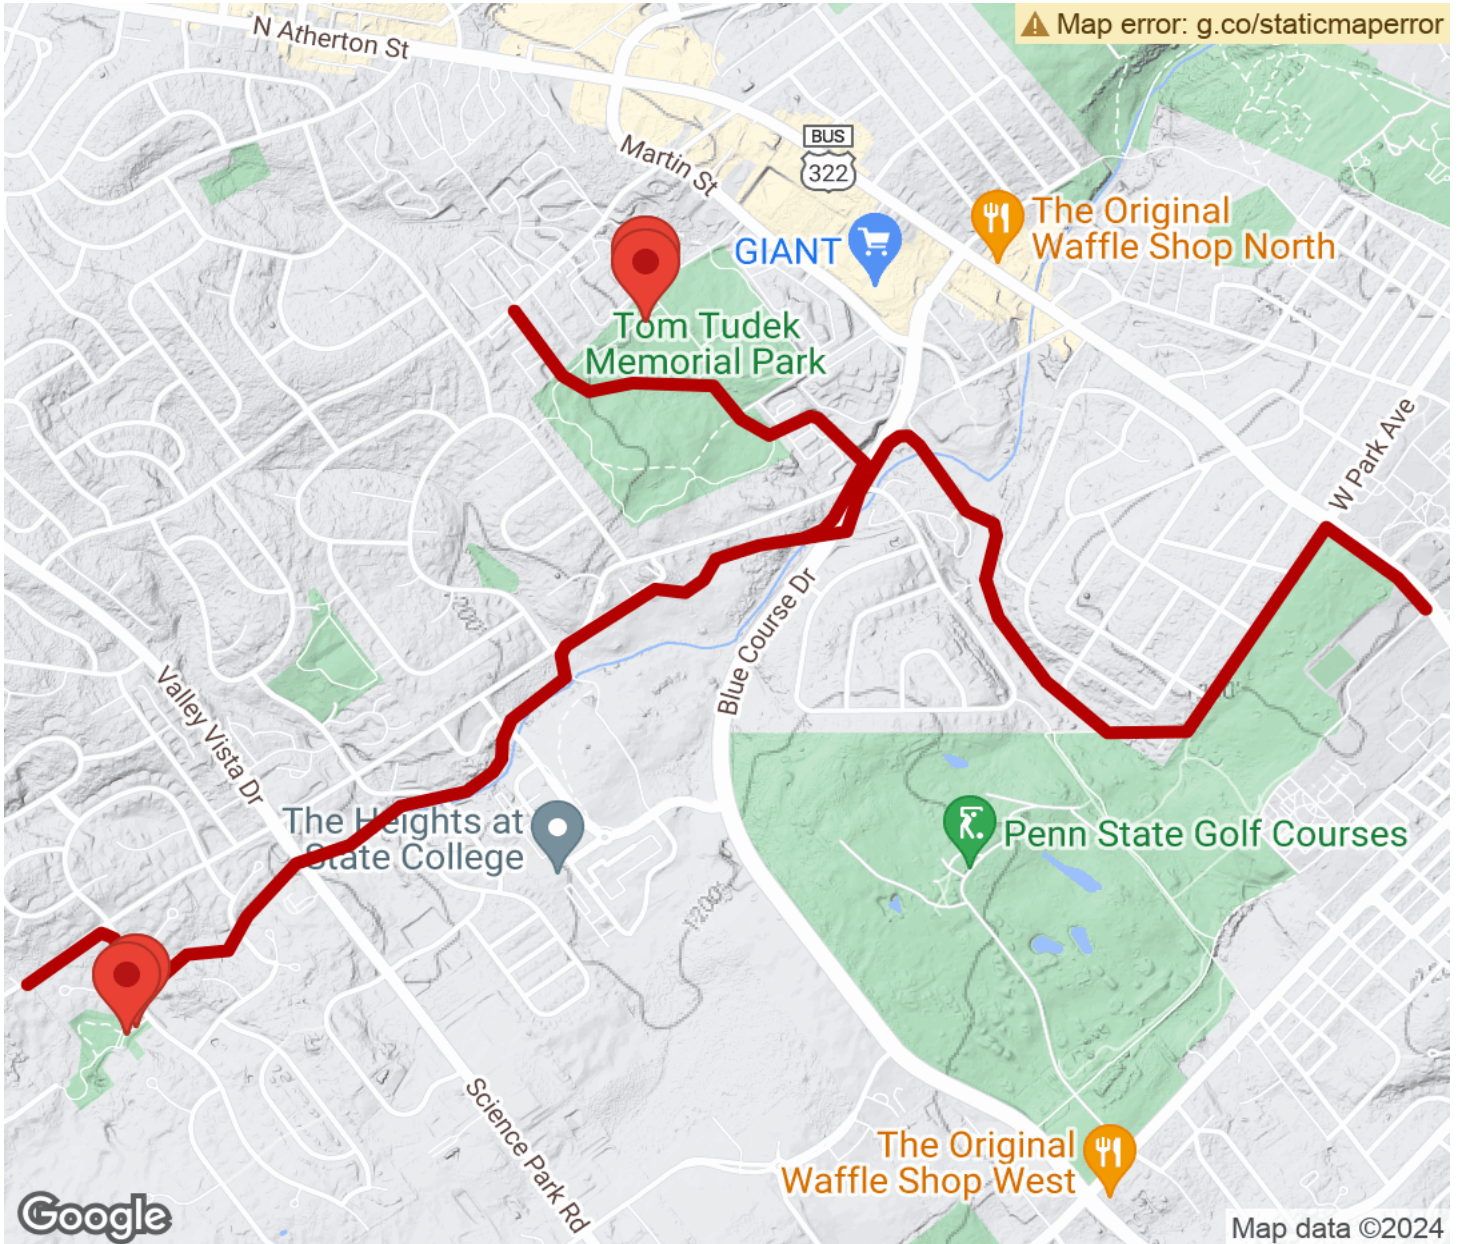 Map error: g.co/staticmaperror
N Atherton St
BUS
322
Martin St
The Original
Waffle Shop North
GIANT
Tom Tudek
Memorial Park
W Park Ave
Blue Course Dr
Valley Vista Dr
The Heights at
State College
Penn State Golf Courses
1200'
Science Park Rd
The Original
Waffle Shop West
Google
Map data ©2024